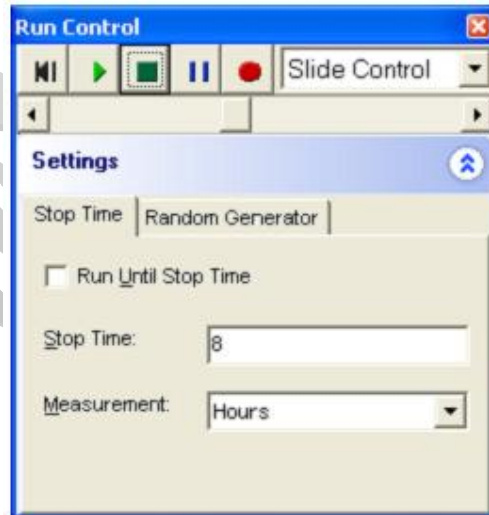 Run Control
Slide Control
Settings
Stop Time Random Generator
Run Until Stop Time
Stop Time: 8
Measurement: Hours